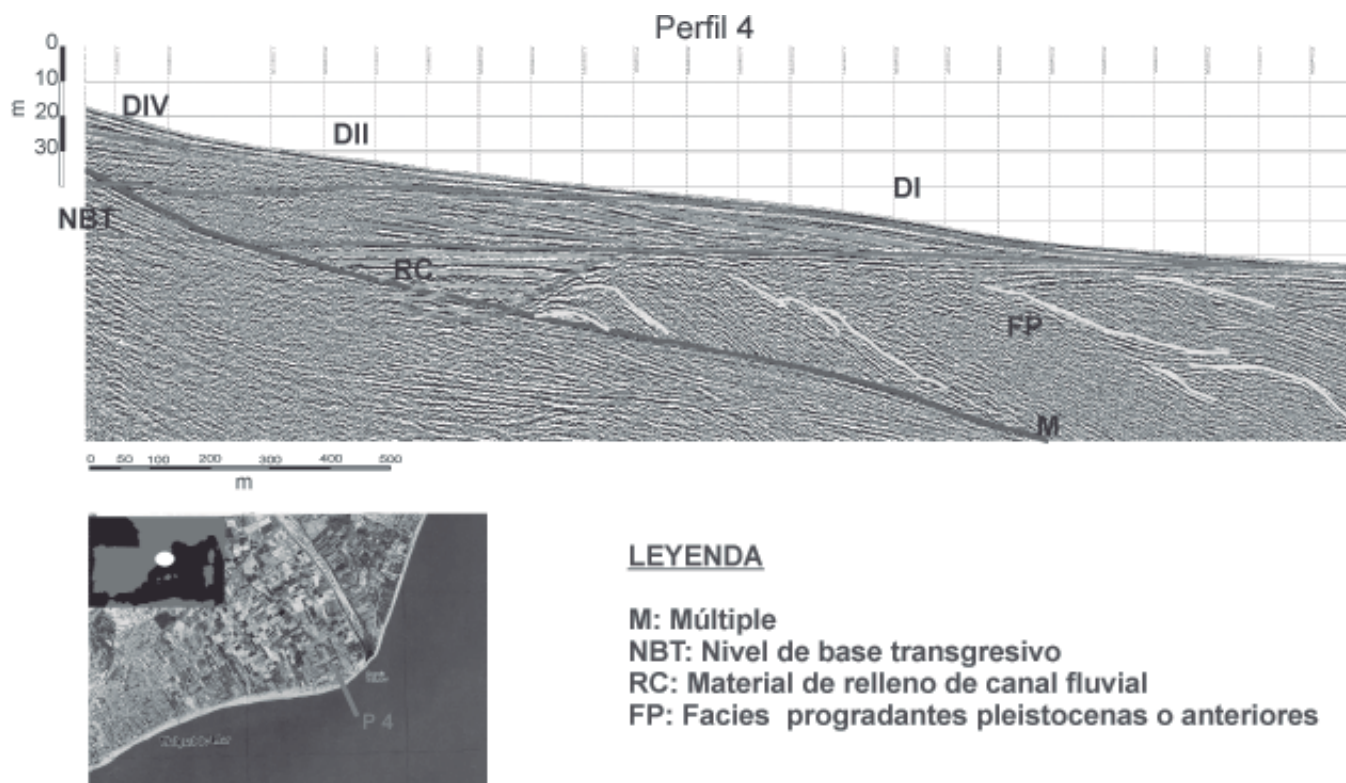 Perfil 4
0
10
20
30
m
DIV
DII
DI
NBT
RC
FP
M
0 50 100 200 300 400 500
m
P 4
LEYENDA
M: Múltiple
NBT: Nivel de base transgresivo
RC: Material de relleno de canal fluvial
FP: Facies progradantes pleistocenas o anteriores